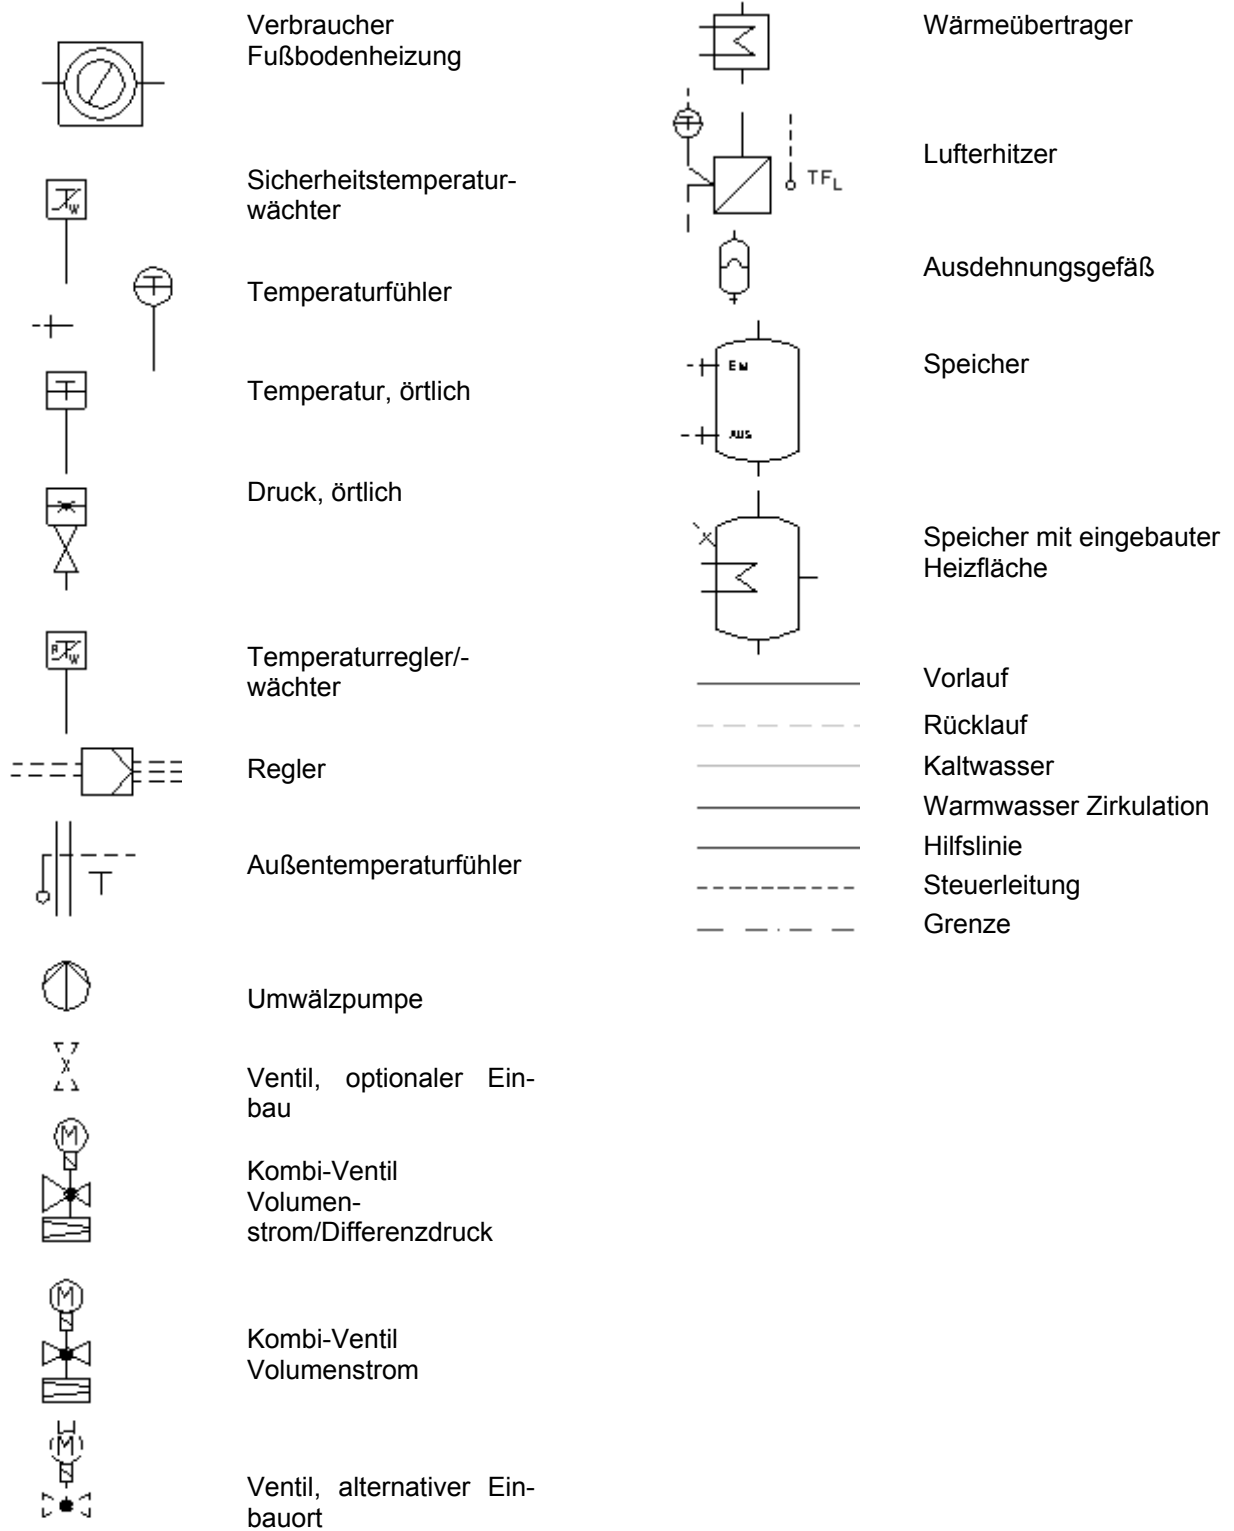 Verbraucher
Fußbodenheizung
W
Sicherheitstemperatur-
wächter
T
Temperaturfühler
T
Temperatur, örtlich
Druck, örtlich
R
W
Temperaturregler/-
wächter
Regler
T
Außentemperaturfühler
Umwälzpumpe
Ventil, optionaler Ein-
bau
M
Kombi-Ventil
Volumen-
strom/Differenzdruck
M
Kombi-Ventil
Volumenstrom
M
Ventil, alternativer Ein-
bauort
Wärmeübertrager
T
TFL
Lufterhitzer
Ausdehnungsgefäß
AUS
Speicher
Speicher mit eingebauter
Heizfläche
Vorlauf
Rücklauf
Kaltwasser
Warmwasser Zirkulation
Hilfslinie
Steuerleitung
Grenze